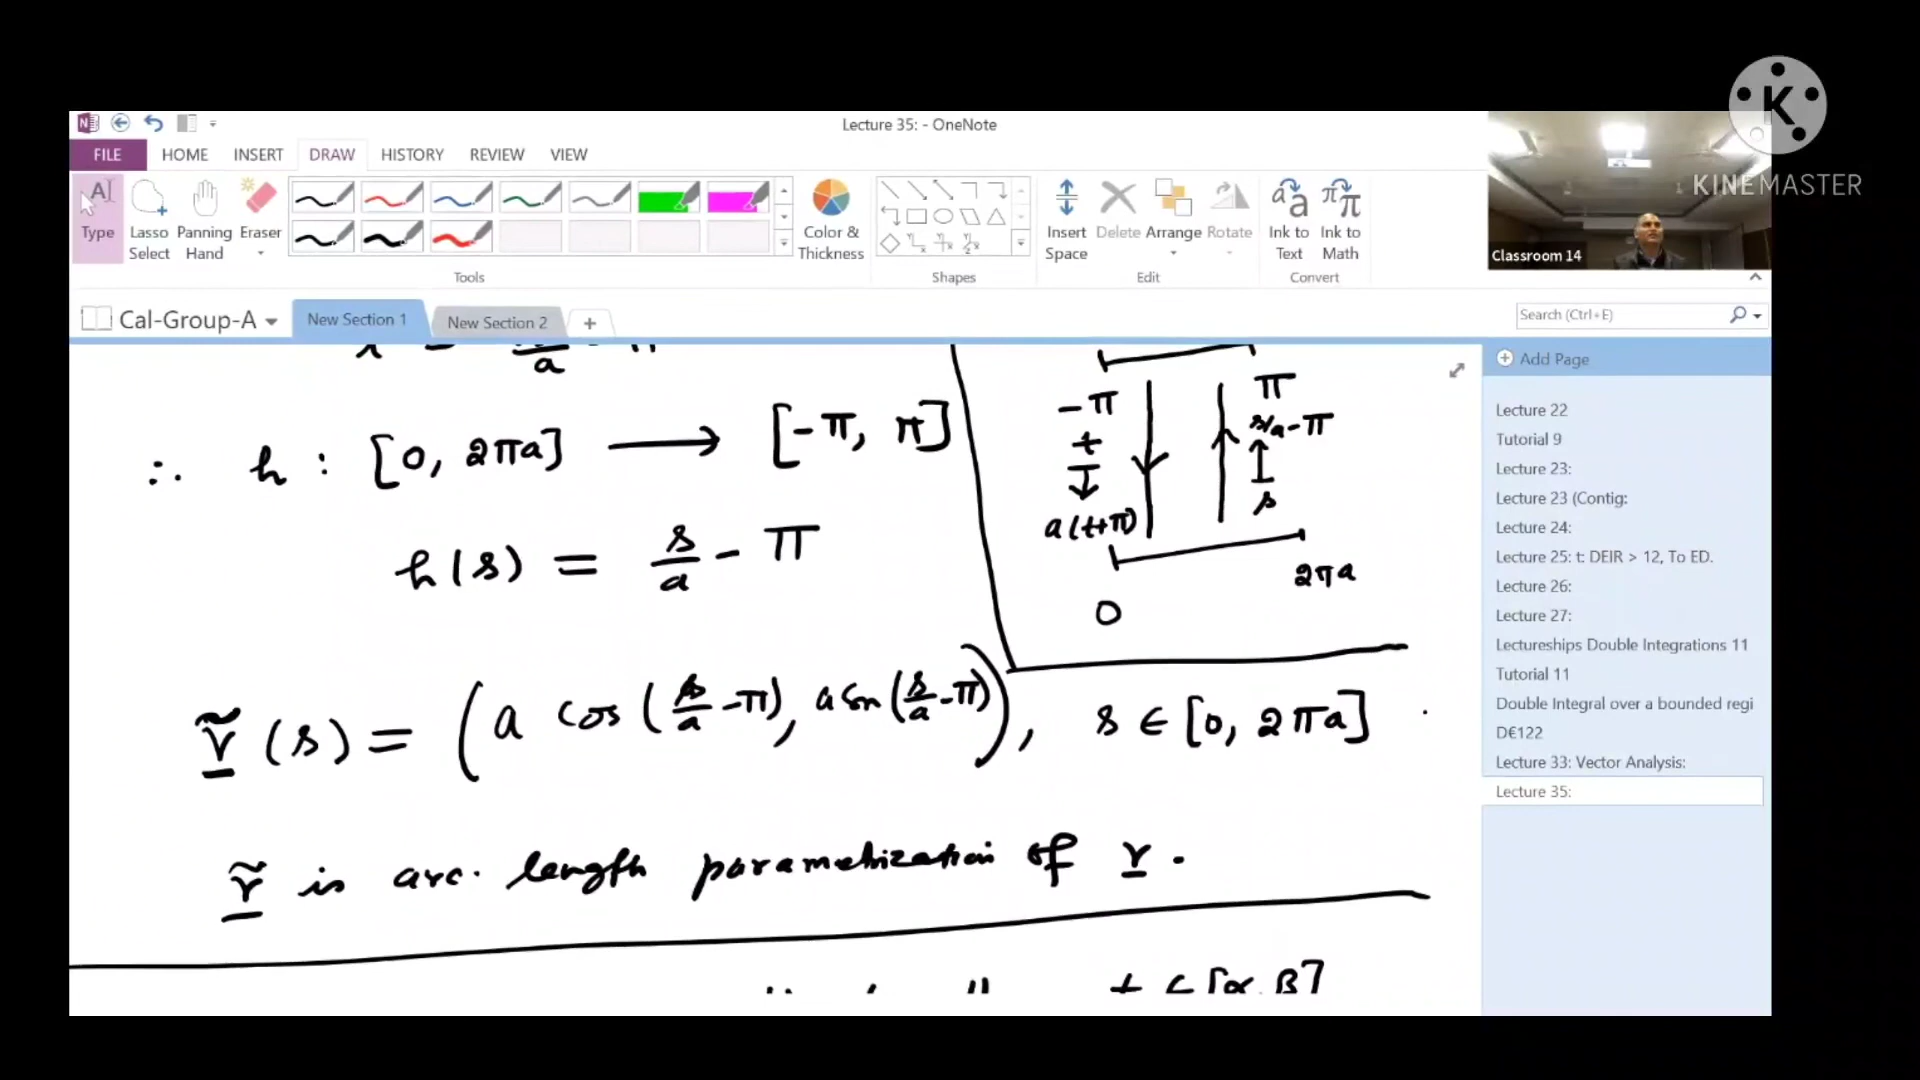 KINEMASTER
Lecture 35: - OneNote
FILE HOME INSERT DRAW HISTORY REVIEW VIEW
Type
Lasso Select
Panning Hand
Eraser
Color & Thickness
Insert Space
Delete
Arrange
Rotate
Ink to Text
Ink to Math
Tools
Shapes
Edit
Convert
Classroom 14
Cal-Group-A
New Section 1
New Section 2
Search (Ctrl+E)
a
∴ h : [0, 2πa] ⟶ [-π, π]
h(s) = s/a - π
r̃(s) = (a cos(s/a - π), a sin(s/a - π)), s ∈ [0, 2πa]
r̃ is arc. length parametrization of r.
t ∈ [α, β]
-π π
t s/a-π
a(t+π) s
0 2πa
Add Page
Lecture 22
Tutorial 9
Lecture 23:
Lecture 23 (Contig:
Lecture 24:
Lecture 25: t: DEIR > 12, To ED.
Lecture 26:
Lecture 27:
Lectureships Double Integrations 11
Tutorial 11
Double Integral over a bounded regi
D€122
Lecture 33: Vector Analysis:
Lecture 35: